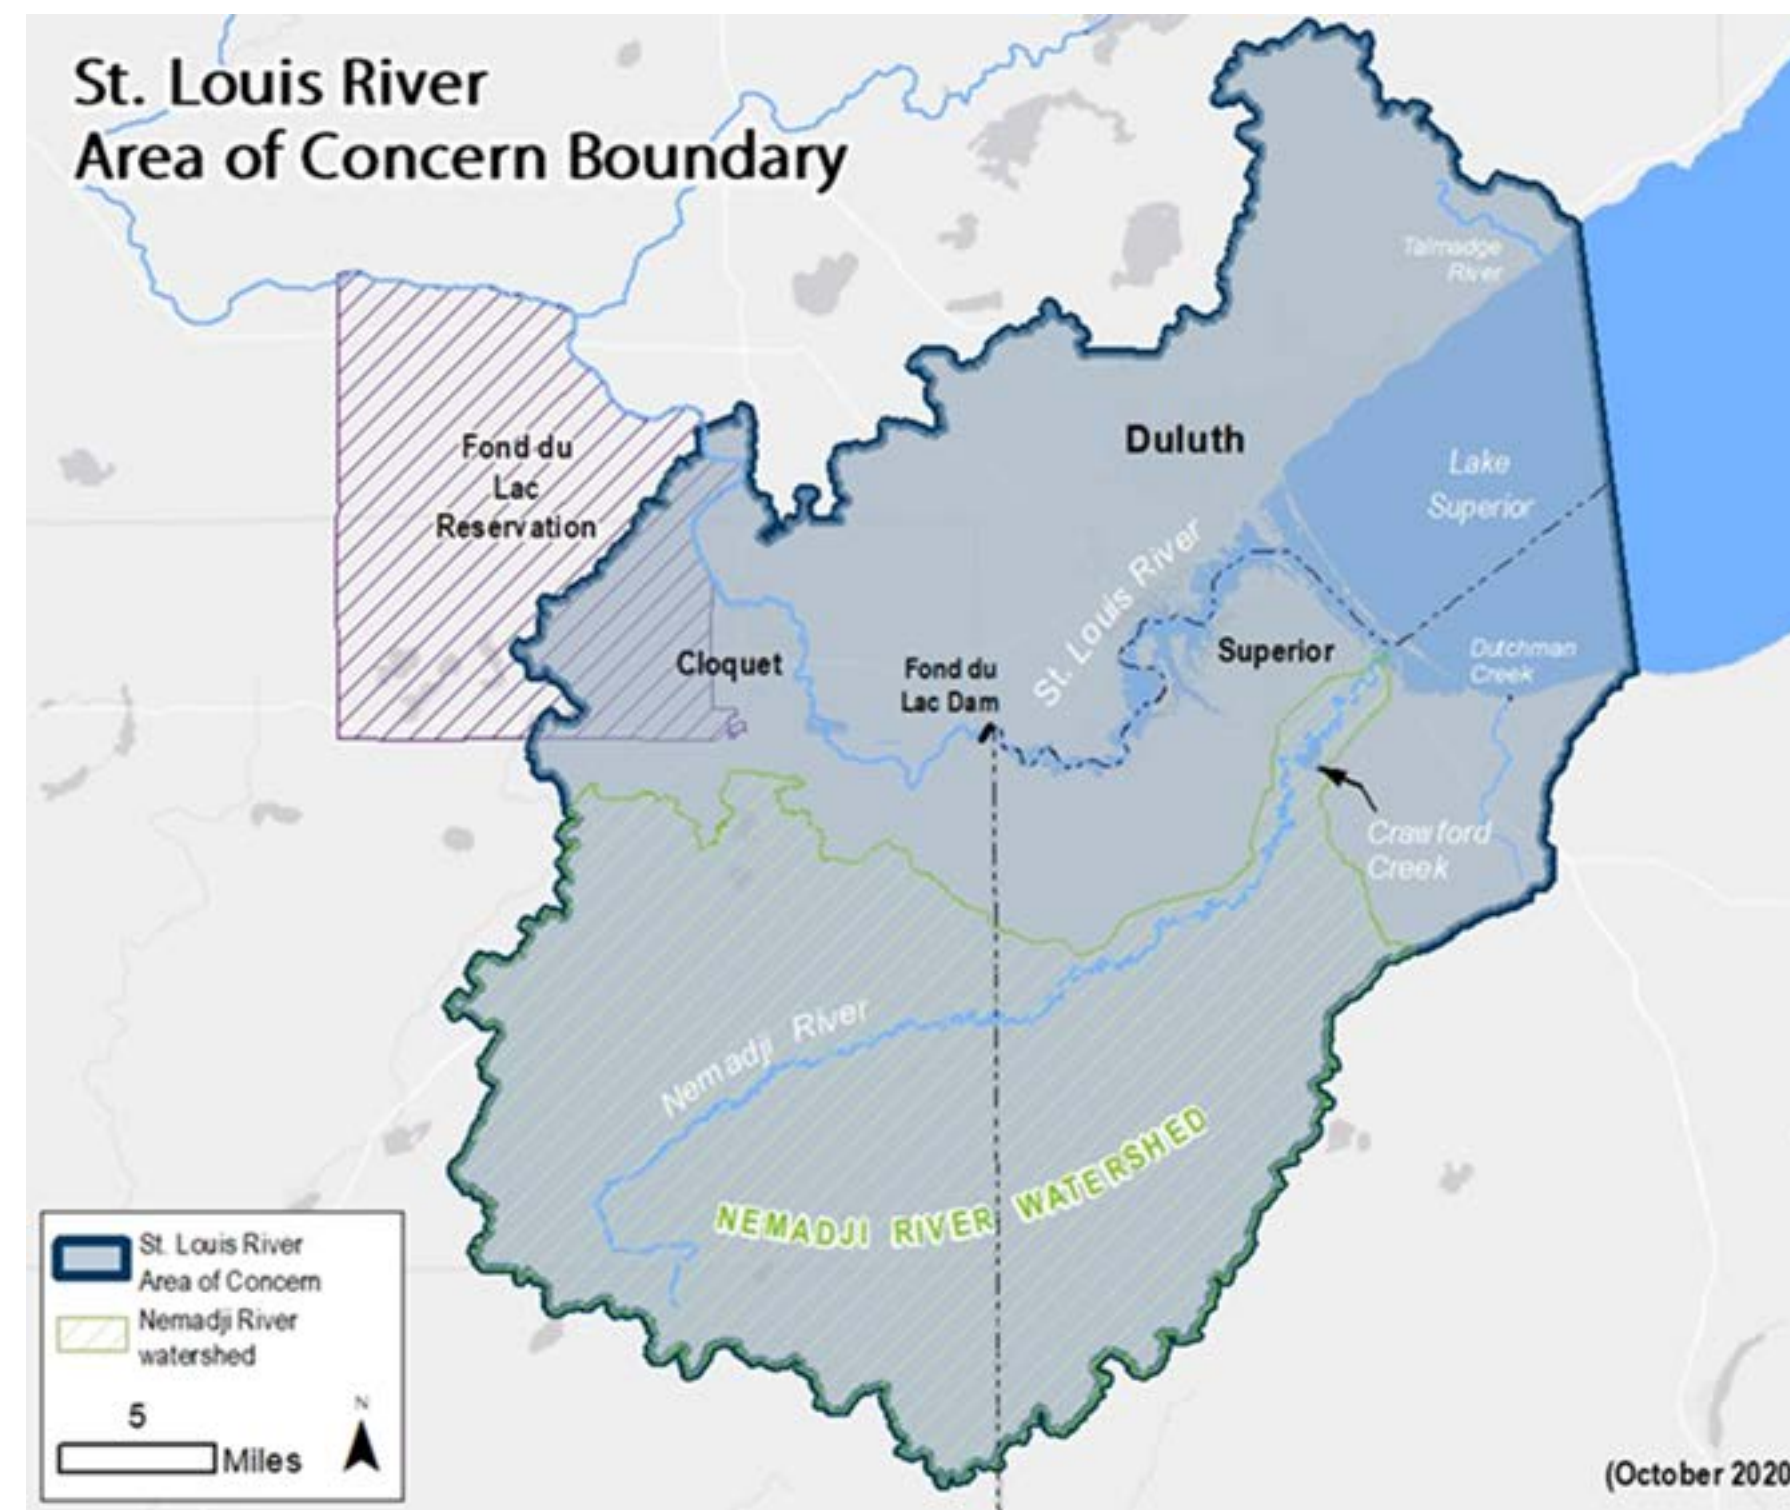 St. Louis River
Area of Concern Boundary
Talmadge
River
Fond du
Lac
Reservation
Duluth
Lake
Superior
St. Louis River
Cloquet
Fond du
Lac Dam
Superior
Dutchman
Creek
Crawford
Creek
Nemadji River
NEMADJI RIVER WATERSHED
St. Louis River
Area of Concern
Nemadji River
watershed
5
Miles
N
(October 2020